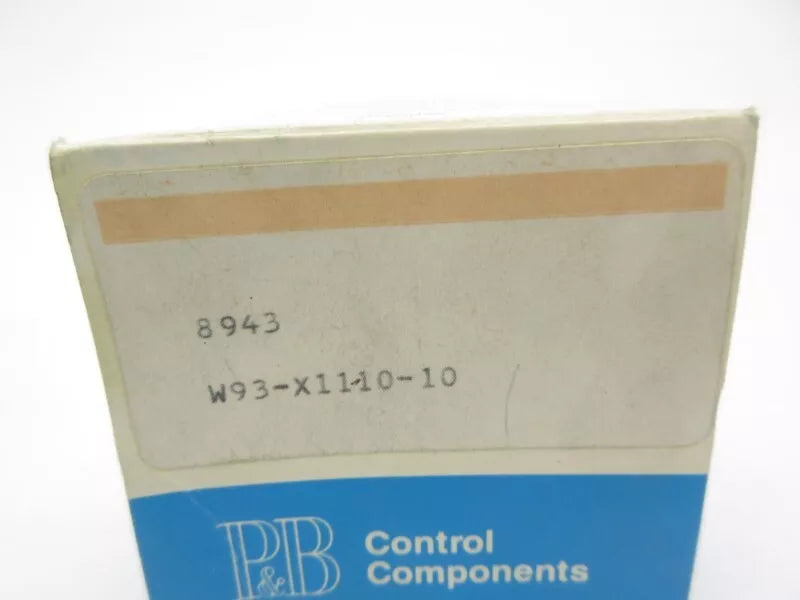 8943
W93-X1110-10
P&B
Control
Components